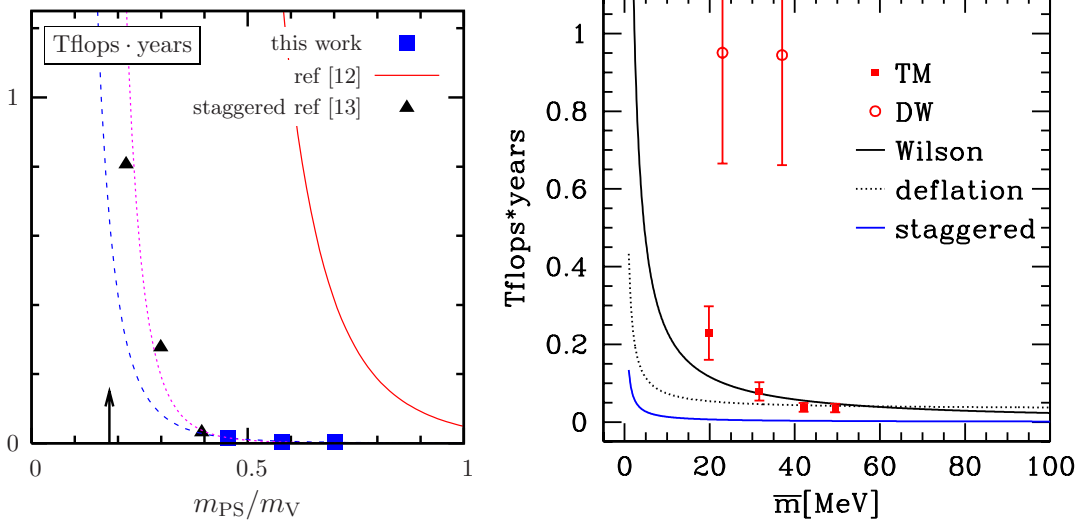 Tflops · years
this work
ref [12]
staggered ref [13]
1
0
0
0.5
1
m_PS/m_V
Tflops*years
1
0.8
0.6
0.4
0.2
0
TM
DW
Wilson
deflation
staggered
0
20
40
60
80
100
m̅[MeV]